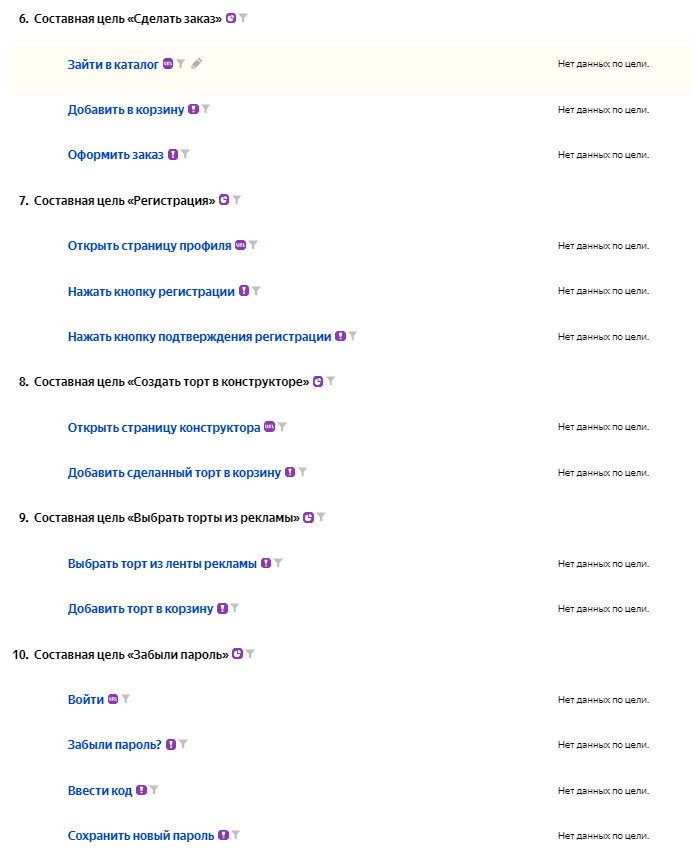 6. Составная цель «Сделать заказ»
Зайти в каталог URL Нет данных по цели.
Добавить в корзину Нет данных по цели.
Оформить заказ Нет данных по цели.
7. Составная цель «Регистрация»
Открыть страницу профиля URL Нет данных по цели.
Нажать кнопку регистрации Нет данных по цели.
Нажать кнопку подтверждения регистрации Нет данных по цели.
8. Составная цель «Создать торт в конструкторе»
Открыть страницу конструктора URL Нет данных по цели.
Добавить сделанный торт в корзину Нет данных по цели.
9. Составная цель «Выбрать торты из рекламы»
Выбрать торт из ленты рекламы Нет данных по цели.
Добавить торт в корзину Нет данных по цели.
10. Составная цель «Забыли пароль»
Войти URL Нет данных по цели.
Забыли пароль? Нет данных по цели.
Ввести код Нет данных по цели.
Сохранить новый пароль Нет данных по цели.